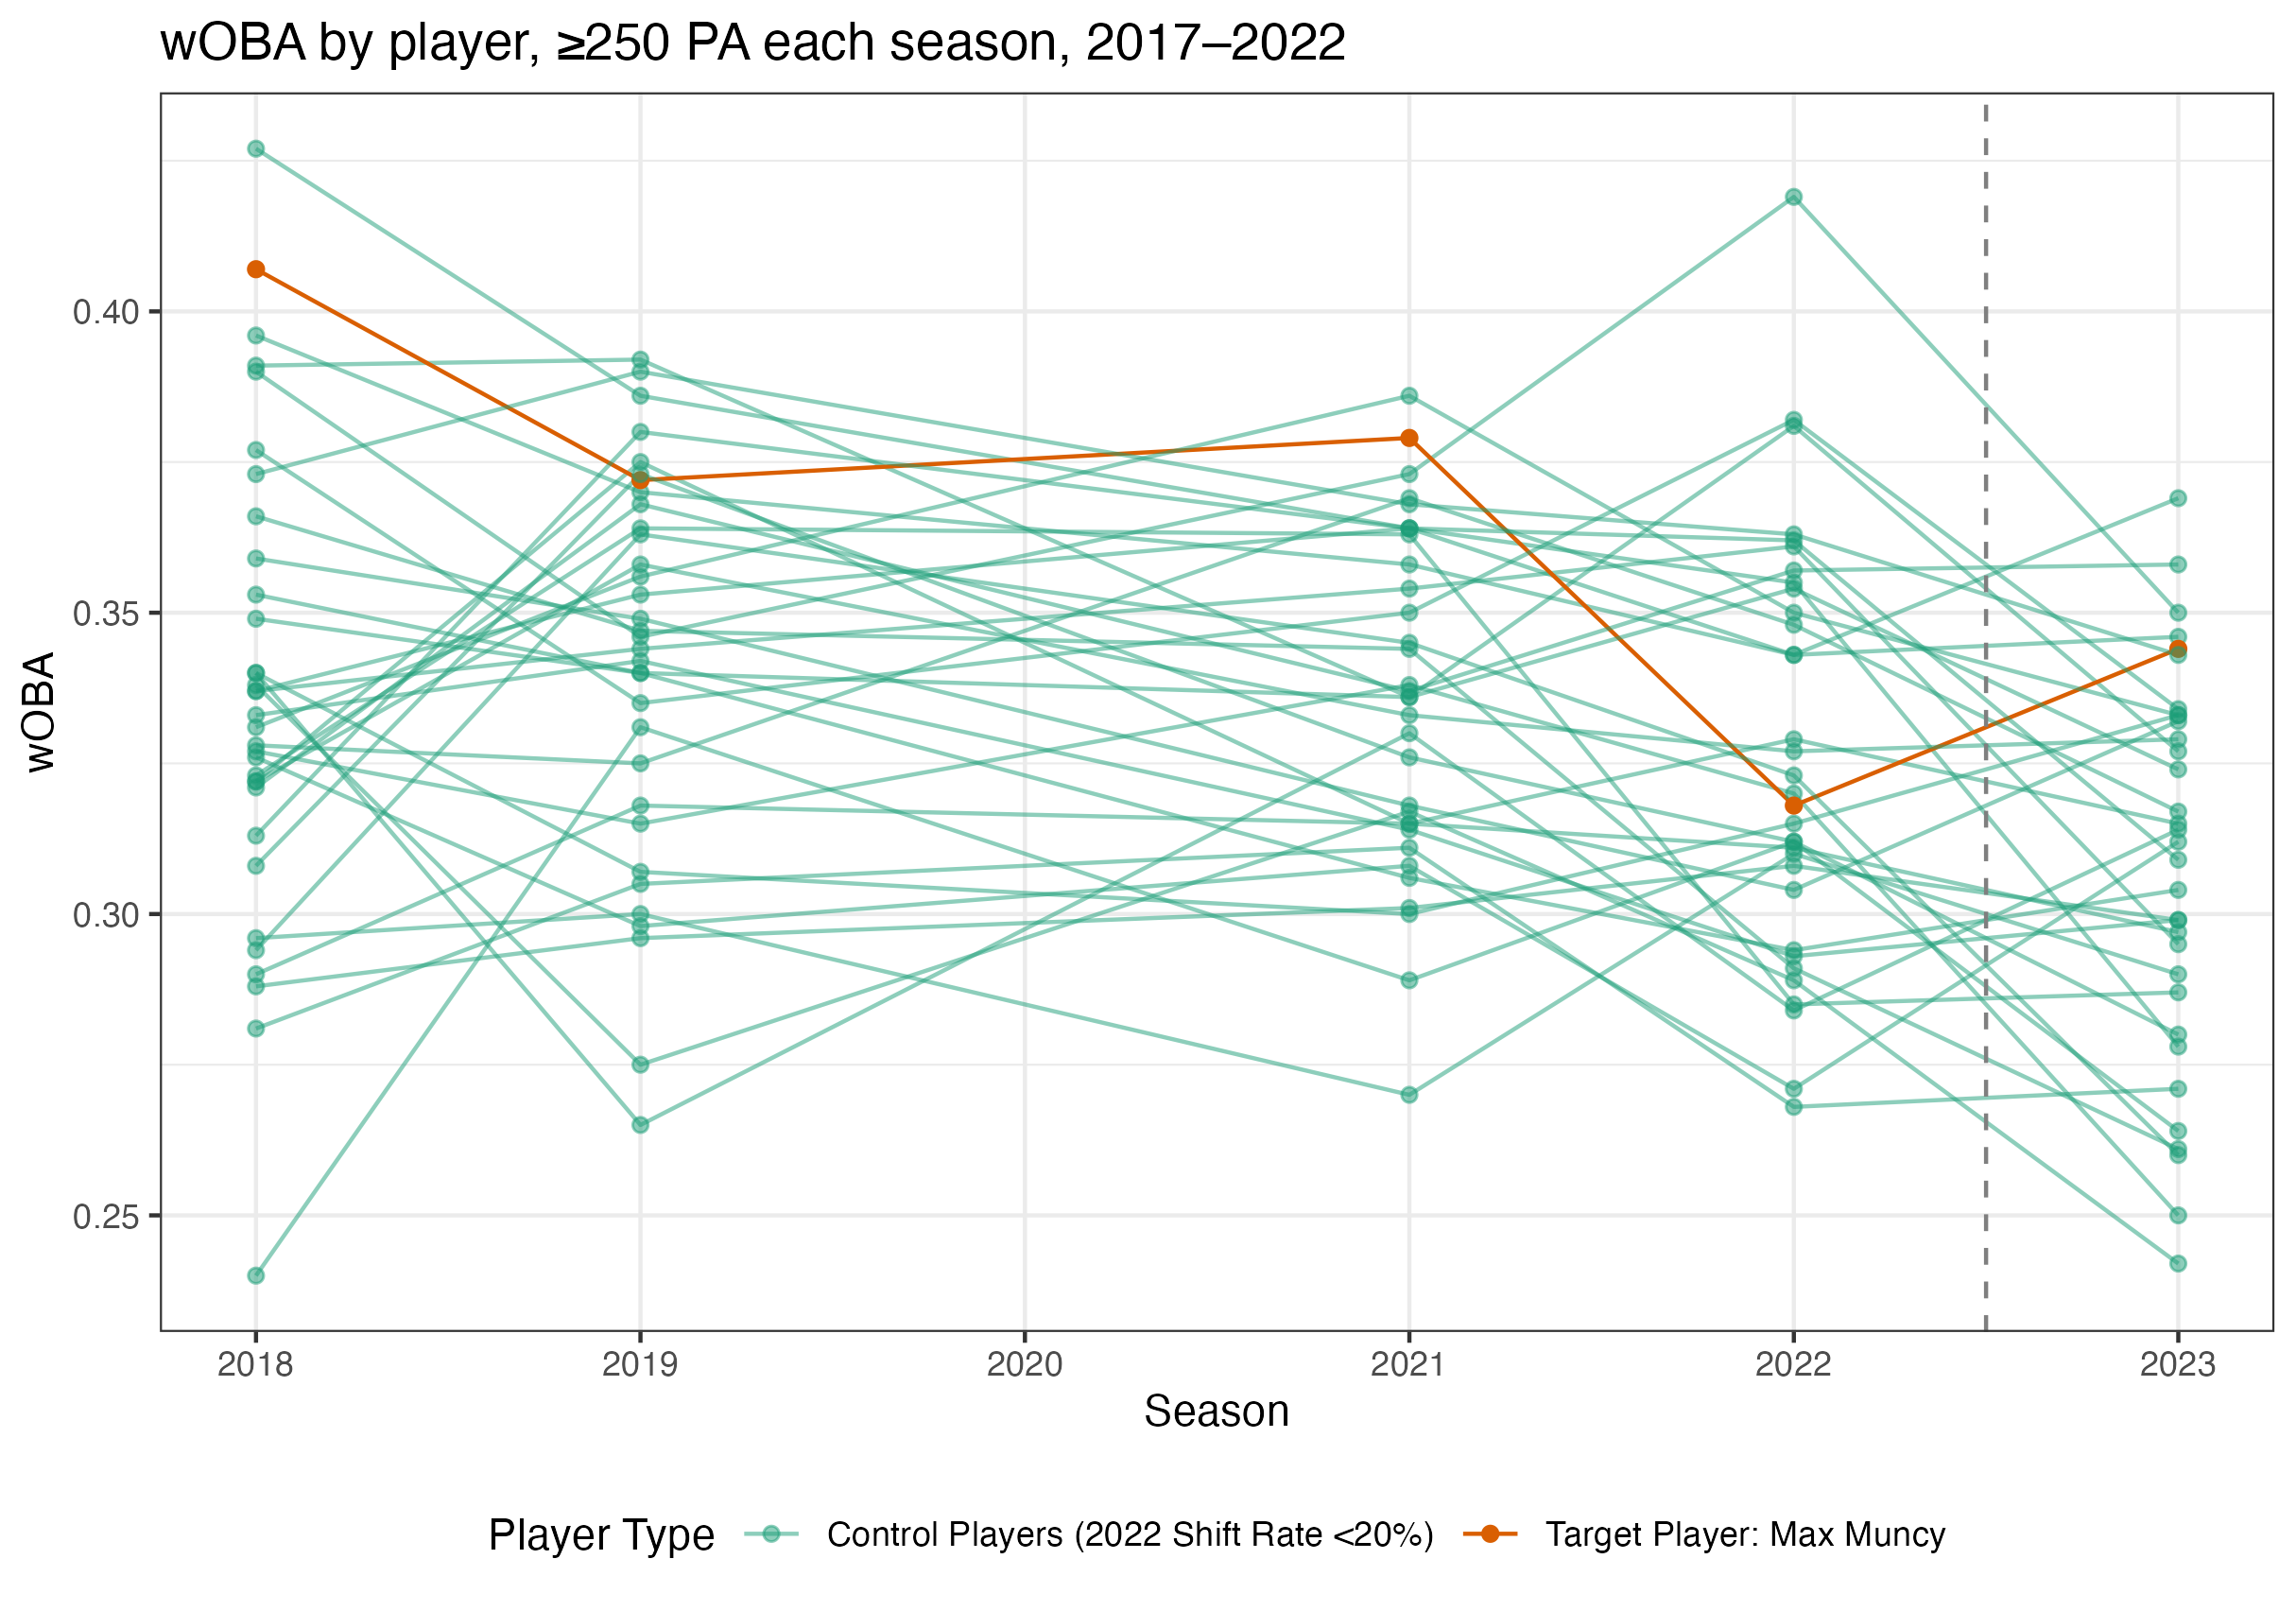 wOBA by player, ≥250 PA each season, 2017–2022
wOBA
0.40
0.35
0.30
0.25
2018 2019 2020 2021 2022 2023
Season
Player Type Control Players (2022 Shift Rate <20%) Target Player: Max Muncy